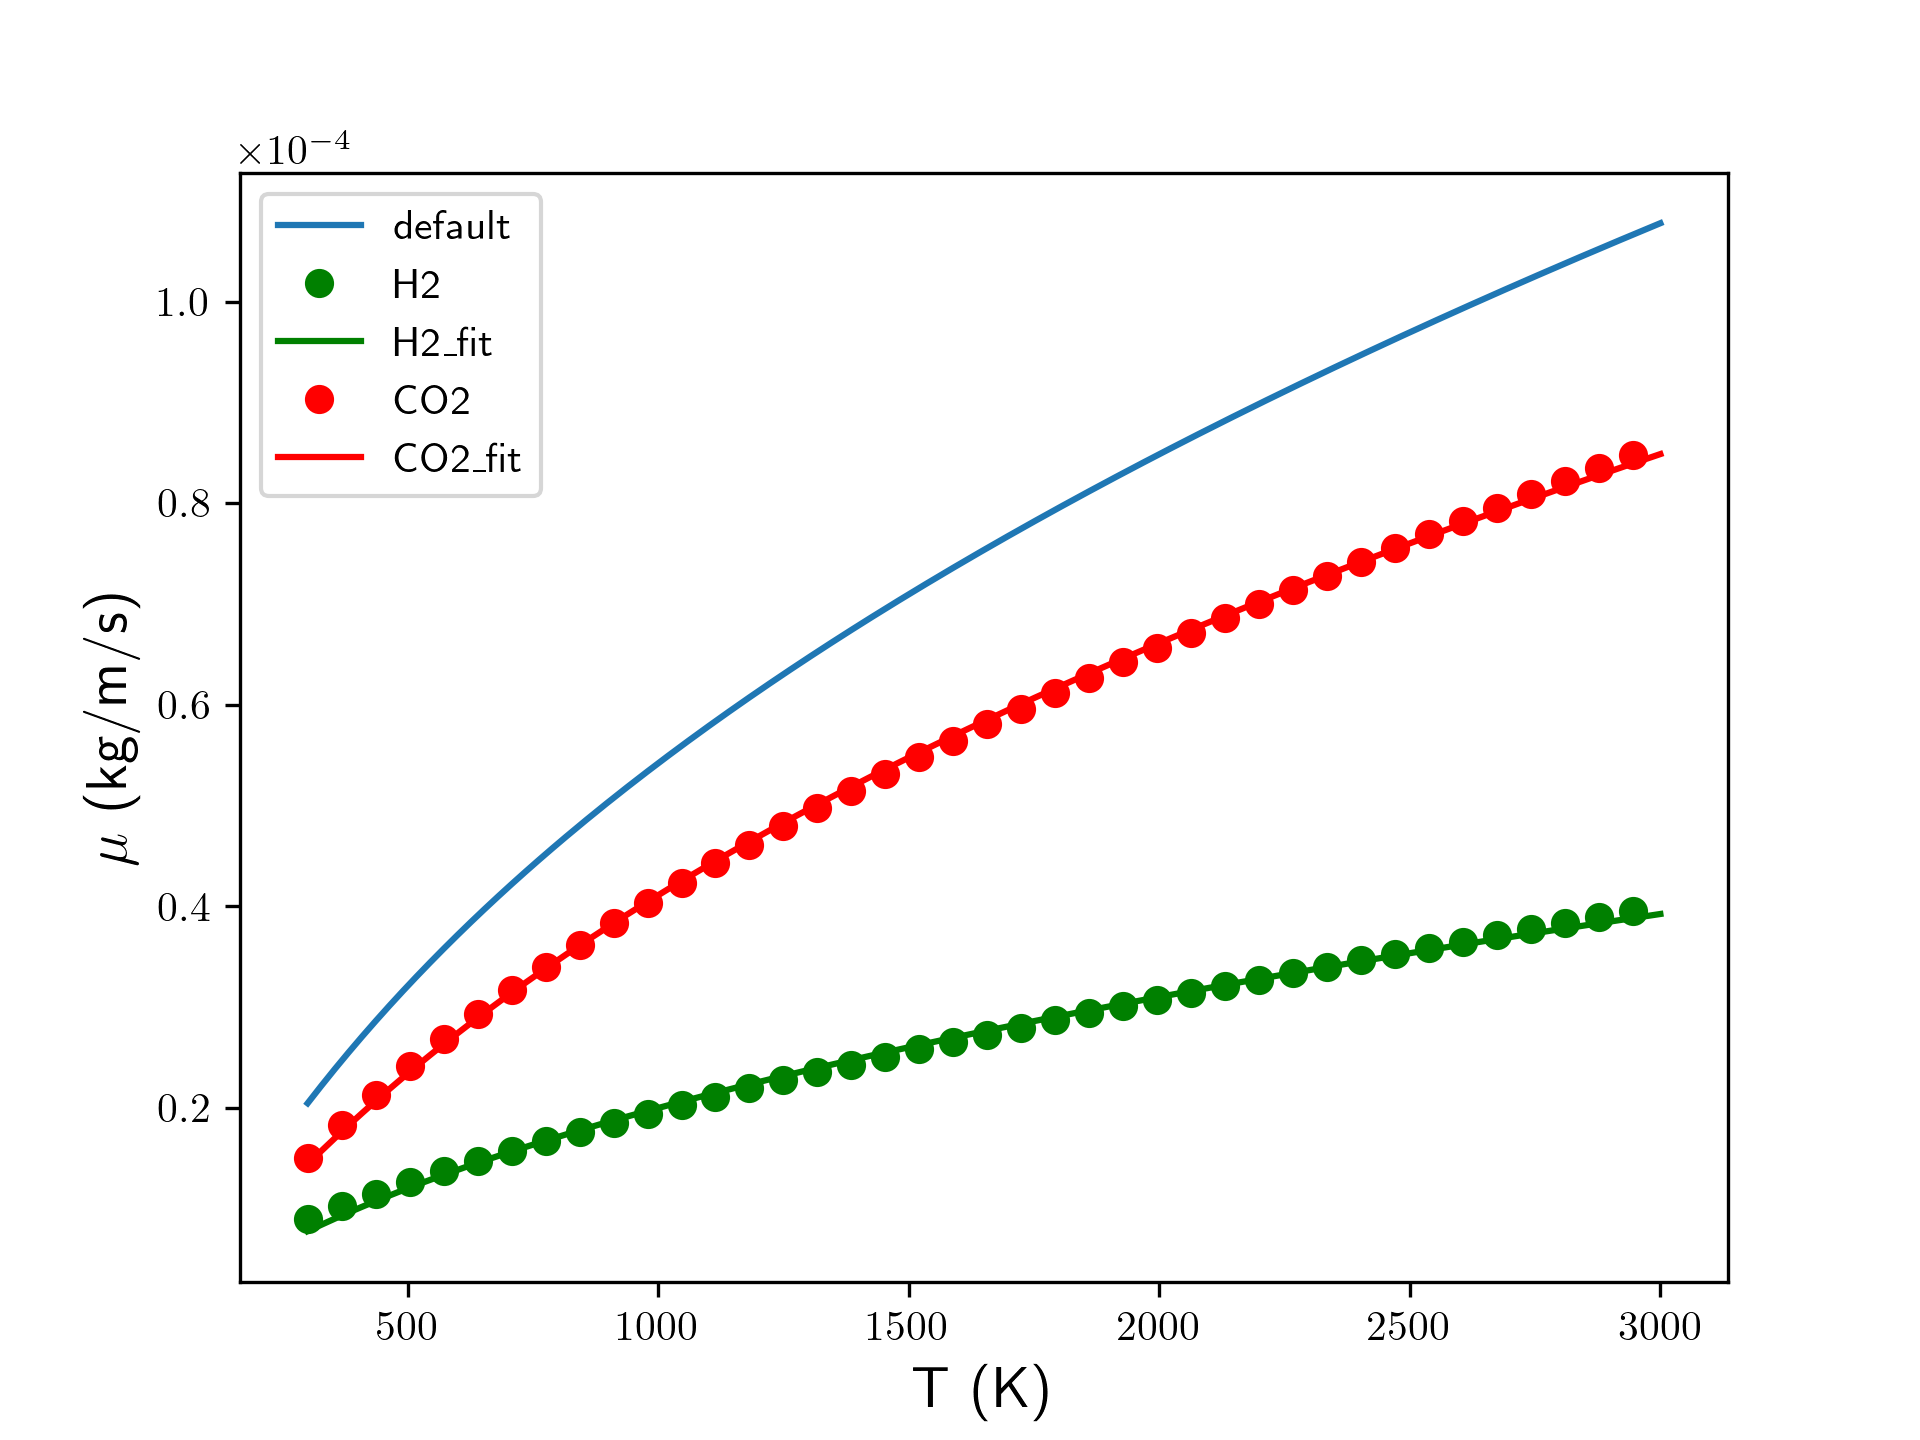 ×10⁻⁴
default
H2
H2_fit
CO2
CO2_fit
1.0
0.8
0.6
0.4
0.2
μ (kg/m/s)
500 1000 1500 2000 2500 3000
T (K)